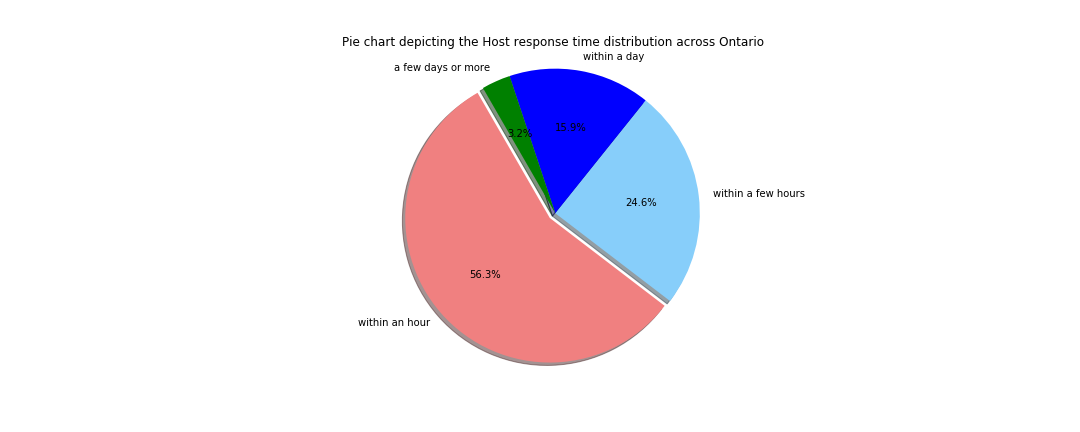 Pie chart depicting the Host response time distribution across Ontario
within a day
a few days or more
15.9%
3.2%
within a few hours
24.6%
56.3%
within an hour